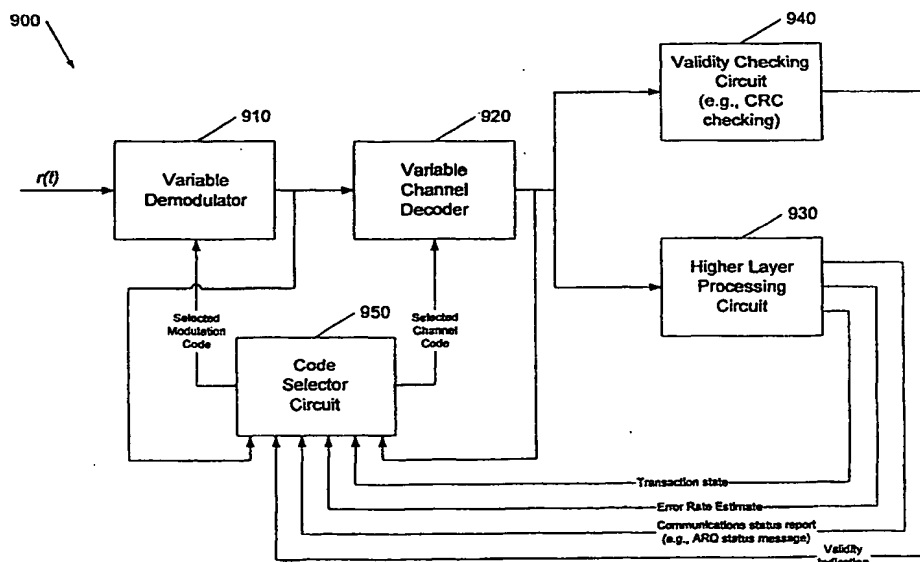 900
940
Validity Checking
Circuit
(e.g., CRC
checking)
910
920
r(t)
Variable
Demodulator
Variable
Channel
Decoder
930
Higher Layer
Processing
Circuit
Selected
Modulation
Code
950
Selected
Channel
Code
Code
Selector
Circuit
Transaction state
Error Rate Estimate
Communications status report
(e.g., ARQ status message)
Validity